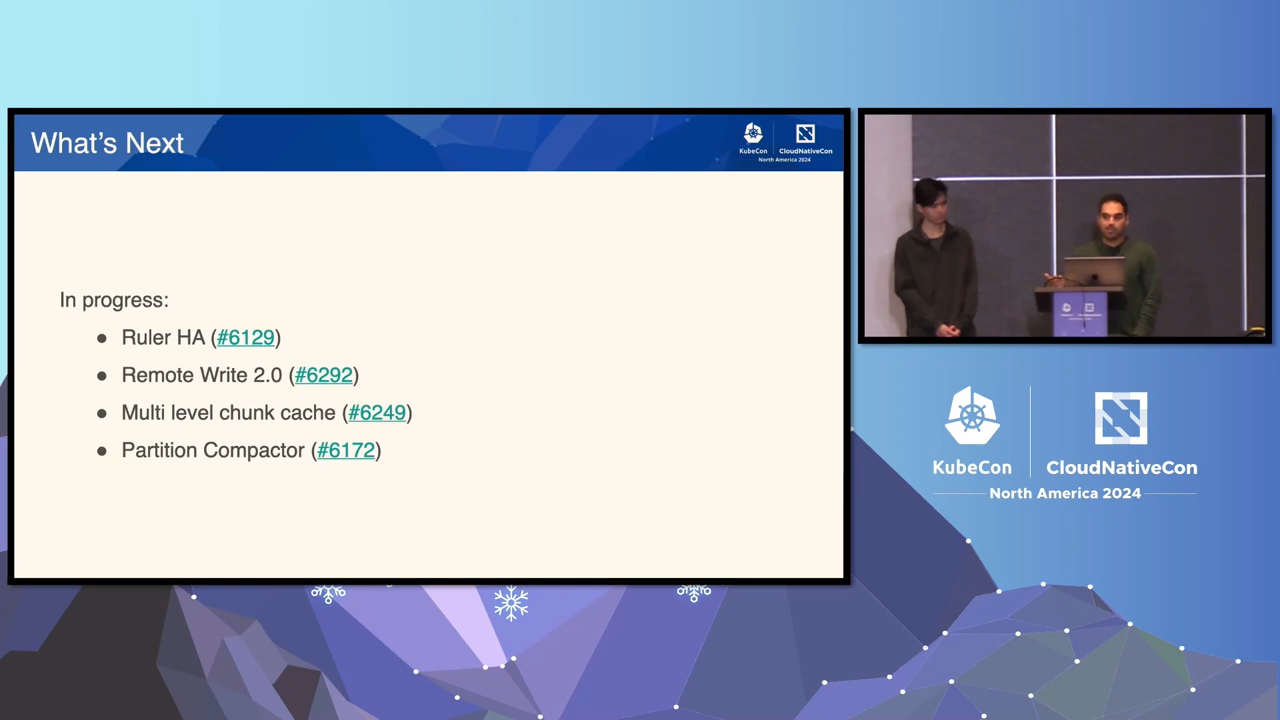 What's Next
KubeCon
CloudNativeCon
North America 2024
In progress:
● Ruler HA (#6129)
● Remote Write 2.0 (#6292)
● Multi level chunk cache (#6249)
● Partition Compactor (#6172)
KubeCon
CloudNativeCon
North America 2024